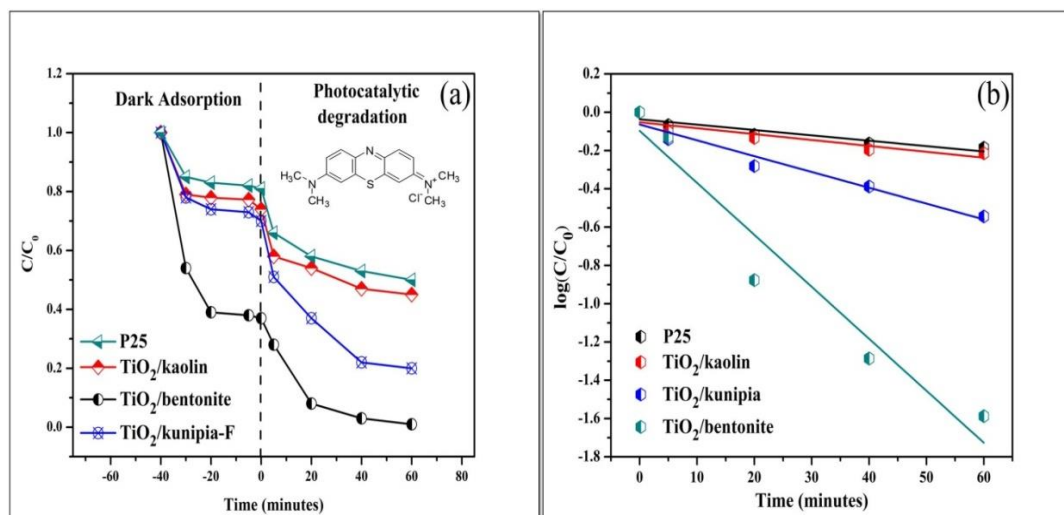 (a)
Dark Adsorption
Photocatalytic
degradation
N
H₃C
N
S
N⁺
CH₃
CH₃
Cl⁻
CH₃
1.2
1.0
0.8
0.6
0.4
0.2
0.0
C/C₀
P25
TiO₂/kaolin
TiO₂/bentonite
TiO₂/kunipia-F
-60
-40
-20
0
20
40
60
80
Time (minutes)
(b)
0.4
0.2
0.0
-0.2
-0.4
-0.6
-0.8
-1.0
-1.2
-1.4
-1.6
-1.8
log(C/C₀)
P25
TiO₂/kaolin
TiO₂/kunipia
TiO₂/bentonite
0
10
20
30
40
50
60
Time (minutes)